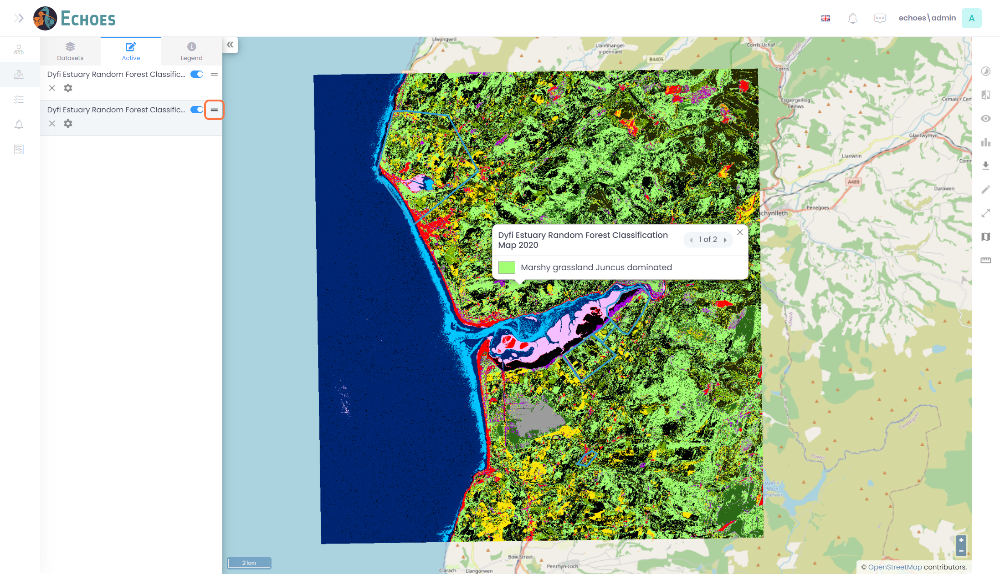 Echoes
echoes\admin
A
Datasets
Active
Legend
Dyfi Estuary Random Forest Classific...
Dyfi Estuary Random Forest Classific...
Llwyngwril
Llanfihangel-
y-pennant
B4405
Corris Uchaf
Gwynedd
Corris
Esgairgeiliog
Ceinws
Cemais / Cem
Glantwymyn
Llanwrin
Comm
A489
Darowen
Penegoes
chynlleth
Dyfi Estuary Random Forest Classification
Map 2020
1 of 2
Marshy grassland Juncus dominated
Powys
Ceredigion
Powys
Nant-Y-
Moch
Reservoir
Bow Street
Penrhyn-coch
Clarach
Llangorwen
2 km
+
−
© OpenStreetMap contributors.